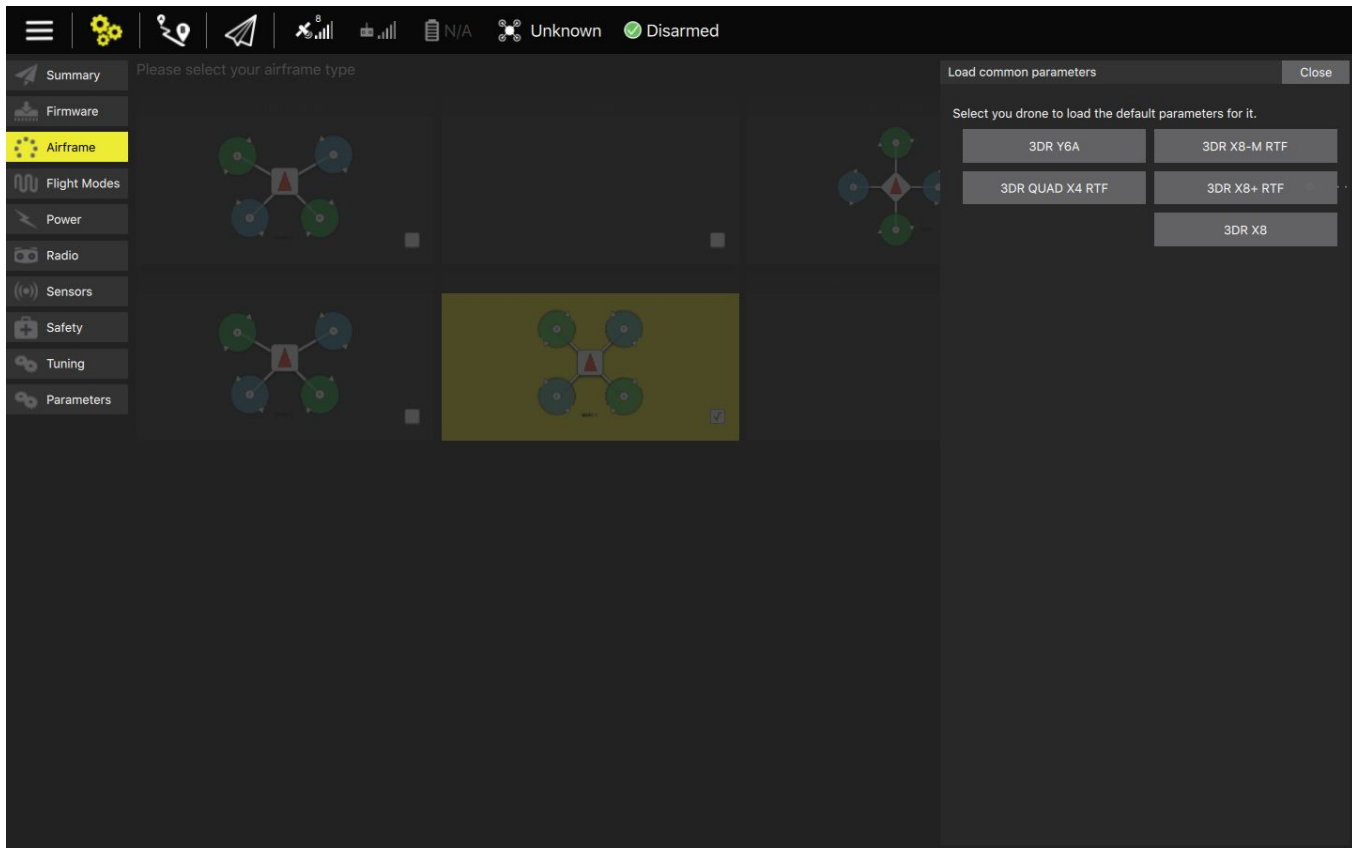 8
N/A
Unknown
Disarmed
Summary
Please select your airframe type
Load common parameters
Close
Firmware
Select you drone to load the default parameters for it.
Airframe
3DR Y6A
3DR X8-M RTF
Flight Modes
3DR QUAD X4 RTF
3DR X8+ RTF
Power
3DR X8
Radio
Sensors
Safety
Tuning
Parameters